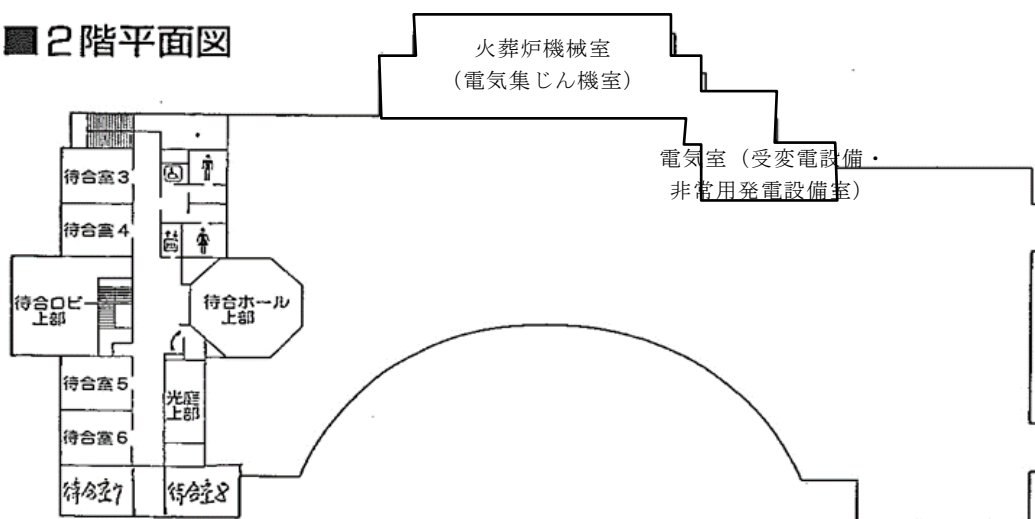 ■2階平面図
火葬炉機械室
（電気集じん機室）
電気室（受変電設備・
非常用発電設備室）
待合室3
待合室4
待合ロビー
上部
待合ホール
上部
待合室5
光庭
上部
待合室6
待合室7
待合室8